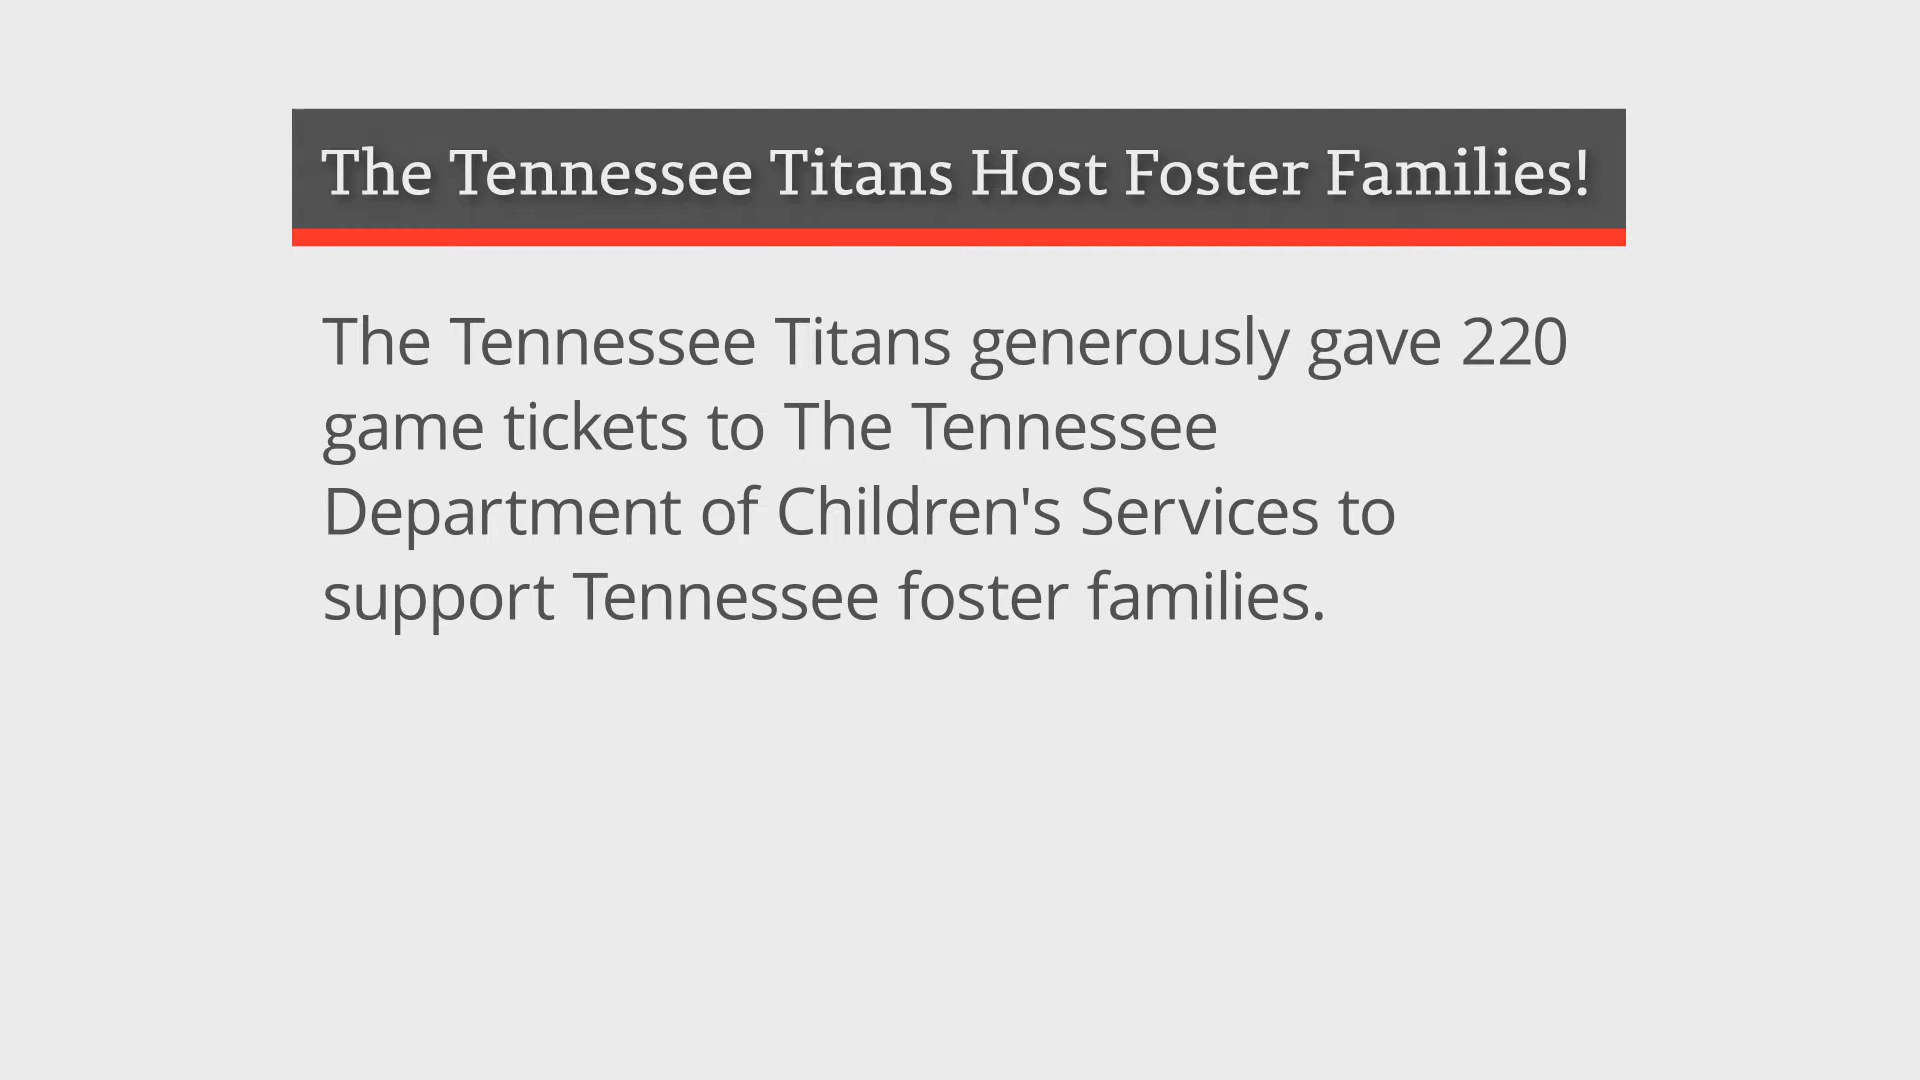 The Tennessee Titans Host Foster Families!
The Tennessee Titans generously gave 220
game tickets to The Tennessee
Department of Children's Services to
support Tennessee foster families.